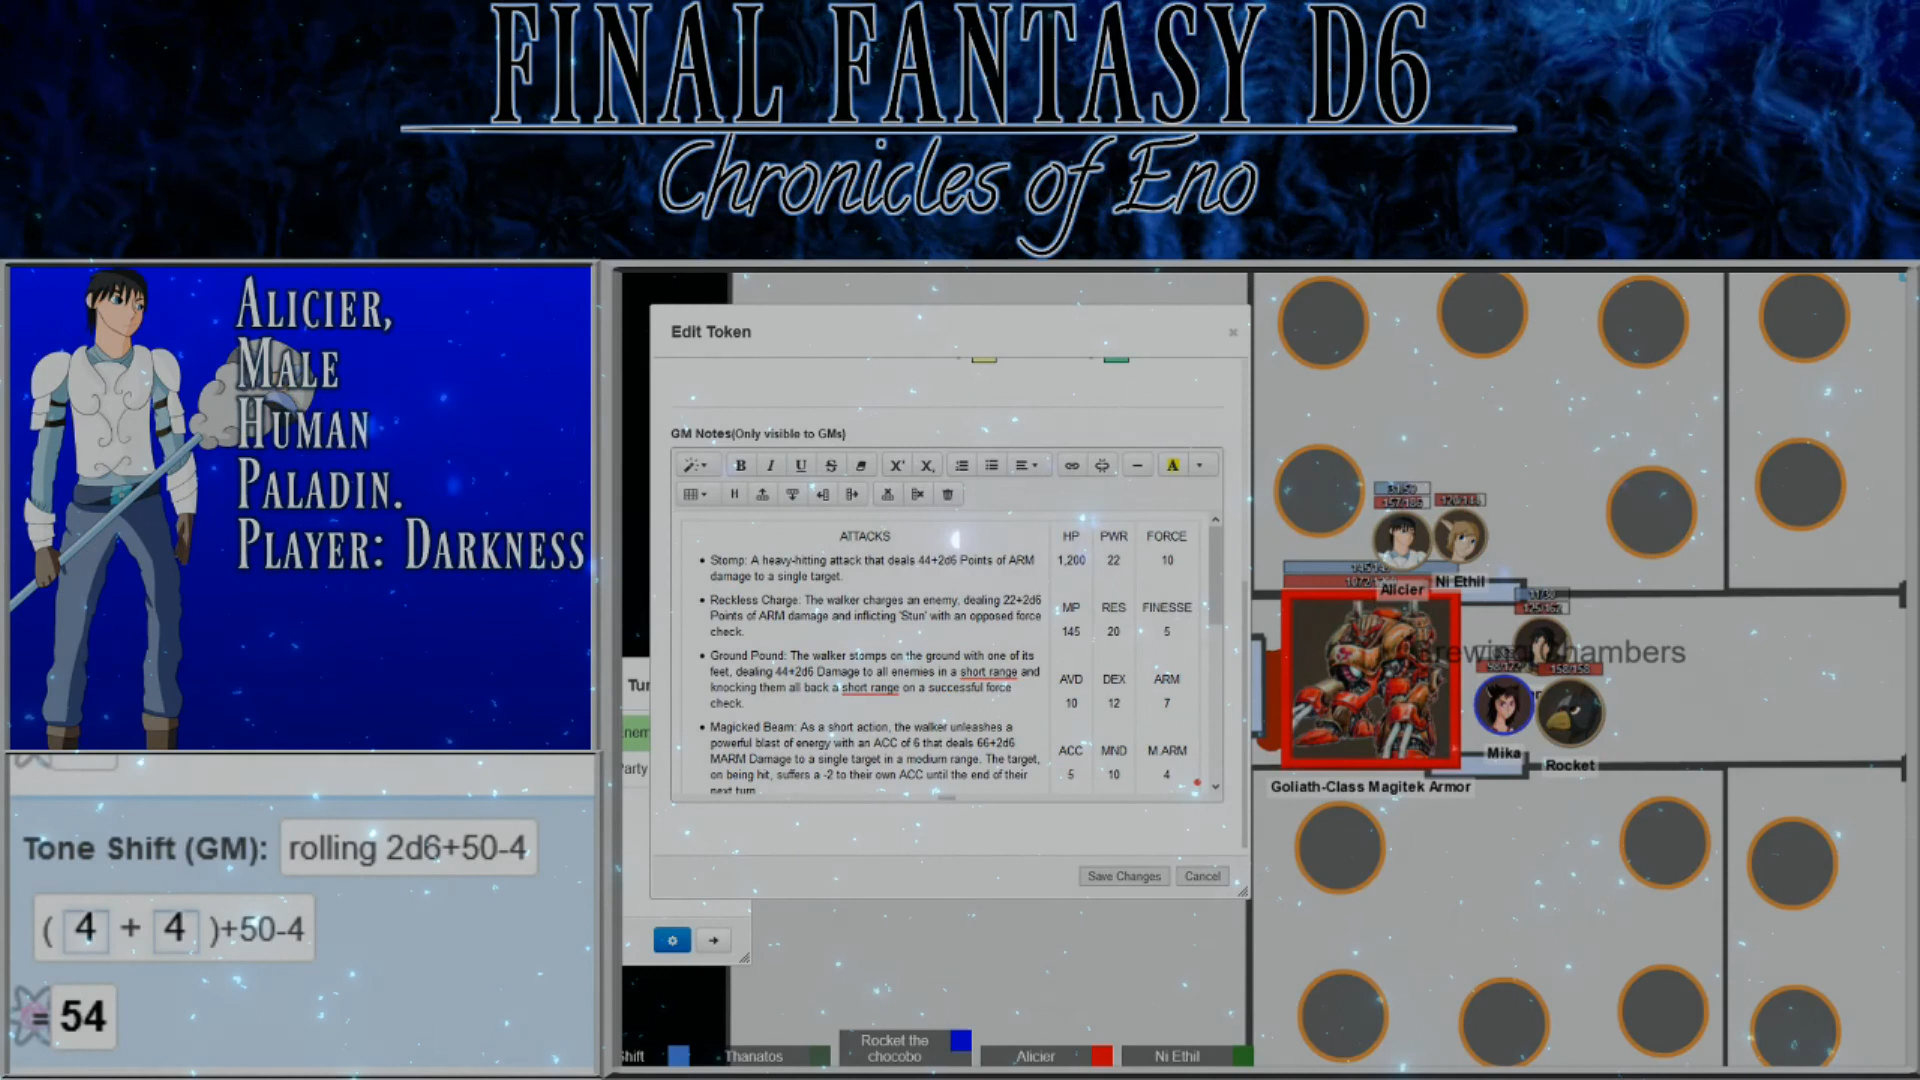 FINAL FANTASY D6
Chronicles of Eno
ALICIER,
MALE
HUMAN
PALADIN.
PLAYER: DARKNESS
Tone Shift (GM): rolling 2d6+50-4
( 4 + 4 )+50-4
= 54
Edit Token
GM Notes(Only visible to GMs)
ATTACKS
Stomp: A heavy-hitting attack that deals 44+2d6 Points of ARM
damage to a single target.
Reckless Charge: The walker charges an enemy, dealing 22+2d6
Points of ARM damage and inflicting 'Stun' with an opposed force
check.
Ground Pound: The walker stomps on the ground with one of its
feet, dealing 44+2d6 Damage to all enemies in a short range and
knocking them all back a short range on a successful force
check.
Magicked Beam: As a short action, the walker unleashes a
powerful blast of energy with an ACC of 6 that deals 66+2d6
MARM Damage to a single target in a medium range. The target,
on being hit, suffers a -2 to their own ACC until the end of their
next turn
HP PWR FORCE
1,200 22 10
MP RES FINESSE
145 20 5
AVD DEX ARM
10 12 7
ACC MND M.ARM
5 10 4
Save Changes
Cancel
Thanatos
Rocket the
chocobo
Alicier
Ni Ethil
Alicier
Ni Ethil
Chambers
158/158
Mika
Rocket
Goliath-Class Magitek Armor